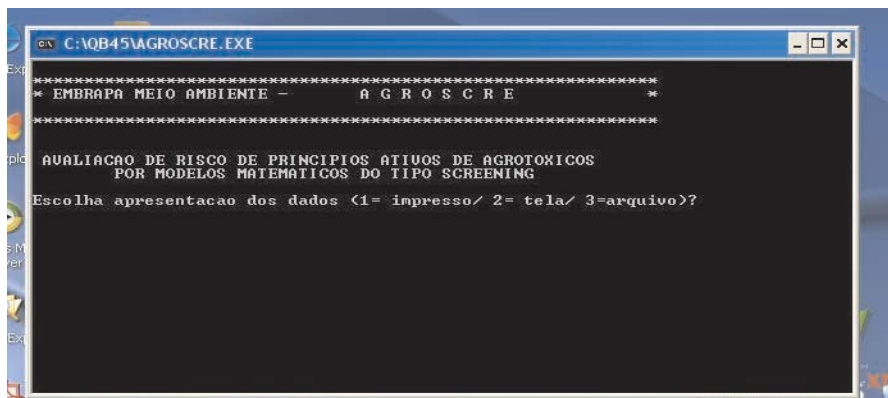 C:\QB45\AGROSCRE.EXE
****************************************************************
* EMBRAPA MEIO AMBIENTE - A G R O S C R E *
****************************************************************
AVALIACAO DE RISCO DE PRINCIPIOS ATIVOS DE AGROTOXICOS
POR MODELOS MATEMATICOS DO TIPO SCREENING
Escolha apresentacao dos dados (1= impresso/ 2= tela/ 3=arquivo)?